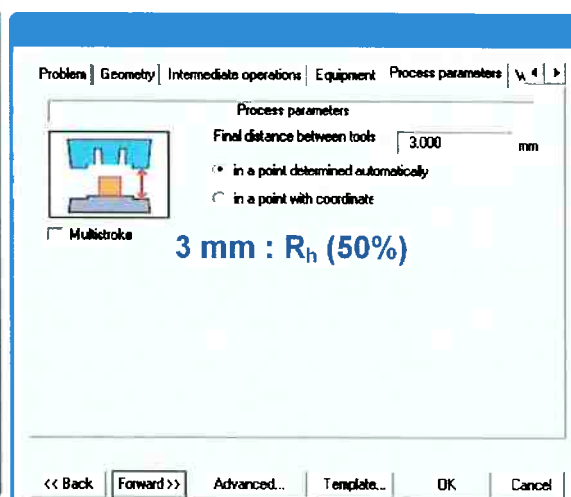 Problem Geometry Intermediate operations Equipment Process parameters
Process parameters
Final distance between tools 3.000 mm
in a point determined automatically
in a point with coordinate
Multistroke
3 mm : Rₕ (50%)
<< Back Forward >> Advanced... Template... OK Cancel